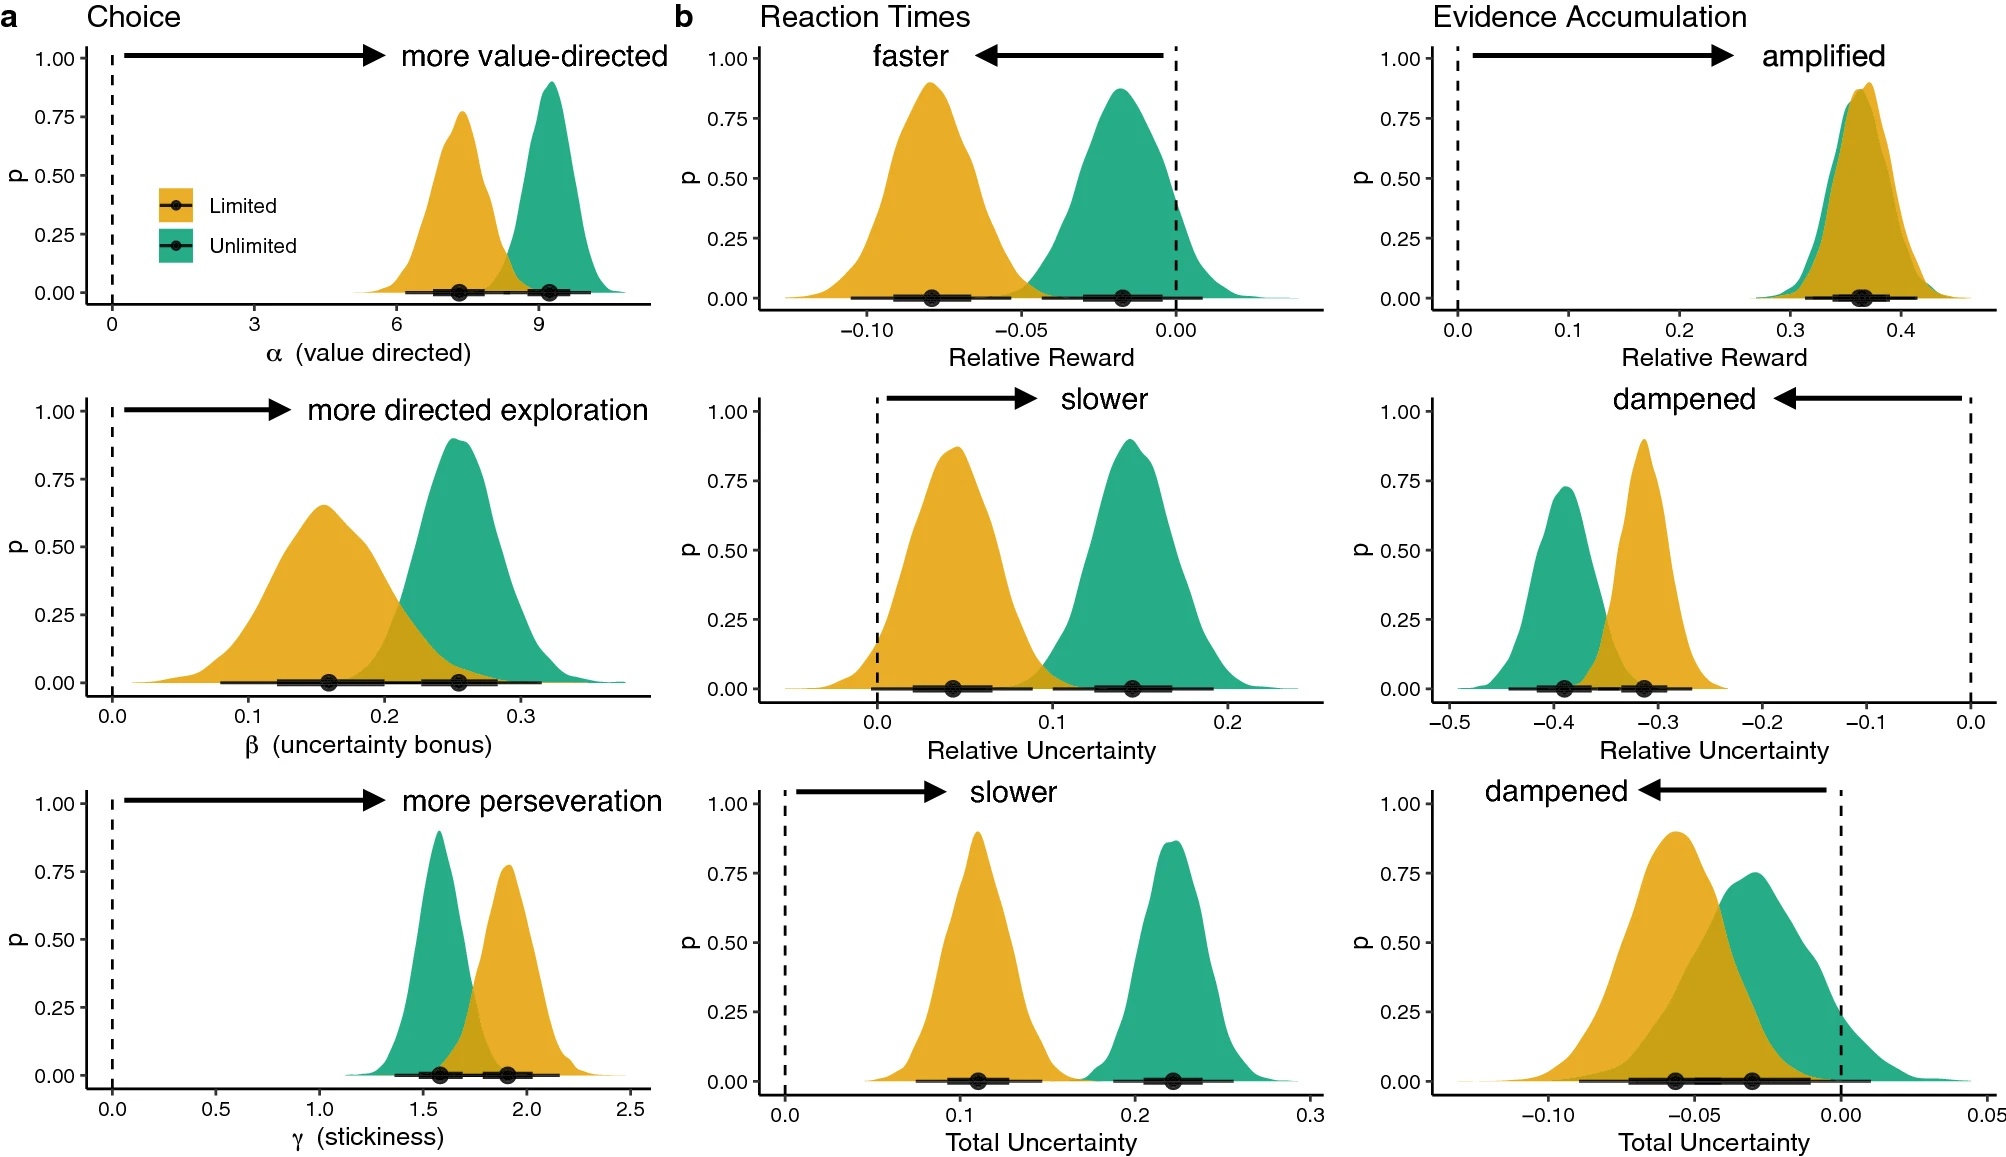 a Choice
1.00
0.75
0.50
0.25
0.00
p
more value-directed
Limited
Unlimited
0 3 6 9
α (value directed)
1.00
0.75
0.50
0.25
0.00
p
more directed exploration
0.0 0.1 0.2 0.3
β (uncertainty bonus)
1.00
0.75
0.50
0.25
0.00
p
more perseveration
0.0 0.5 1.0 1.5 2.0 2.5
γ (stickiness)
b Reaction Times
1.00
0.75
0.50
0.25
0.00
p
faster
−0.10 −0.05 0.00
Relative Reward
1.00
0.75
0.50
0.25
0.00
p
slower
0.0 0.1 0.2
Relative Uncertainty
1.00
0.75
0.50
0.25
0.00
p
slower
0.0 0.1 0.2 0.3
Total Uncertainty
Evidence Accumulation
1.00
0.75
0.50
0.25
0.00
p
amplified
0.0 0.1 0.2 0.3 0.4
Relative Reward
1.00
0.75
0.50
0.25
0.00
p
dampened
−0.5 −0.4 −0.3 −0.2 −0.1 0.0
Relative Uncertainty
1.00
0.75
0.50
0.25
0.00
p
dampened
−0.10 −0.05 0.00 0.05
Total Uncertainty